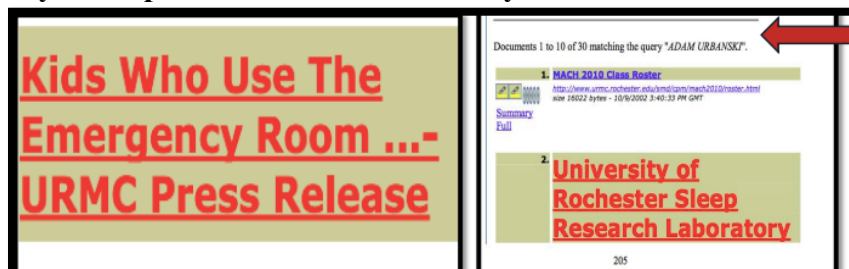 Kids Who Use The
Emergency Room ...-
URMC Press Release
Documents 1 to 10 of 30 matching the query "ADAM URBANSKI".
1. MACH 2010 Class Roster
http://www.urmc.rochester.edu/smd/cpm/mach2010/roster.html
size 16022 bytes - 10/9/2002 3:40:33 PM GMT
Summary
Full
2. University of
Rochester Sleep
Research Laboratory
205